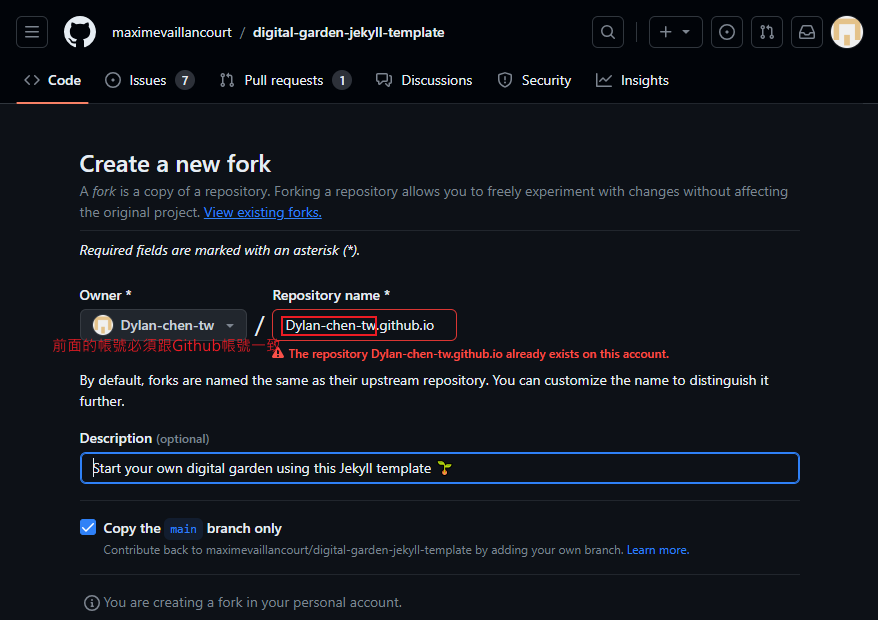 maximevaillancourt / digital-garden-jekyll-template
Code Issues 7 Pull requests 1 Discussions Security Insights
Create a new fork
A fork is a copy of a repository. Forking a repository allows you to freely experiment with changes without affecting
the original project. View existing forks.
Required fields are marked with an asterisk (*).
Owner * Repository name *
Dylan-chen-tw / Dylan-chen-tw.github.io
前面的帳號必須跟Github帳號一致
The repository Dylan-chen-tw.github.io already exists on this account.
By default, forks are named the same as their upstream repository. You can customize the name to distinguish it
further.
Description (optional)
Start your own digital garden using this Jekyll template
Copy the main branch only
Contribute back to maximevaillancourt/digital-garden-jekyll-template by adding your own branch. Learn more.
You are creating a fork in your personal account.